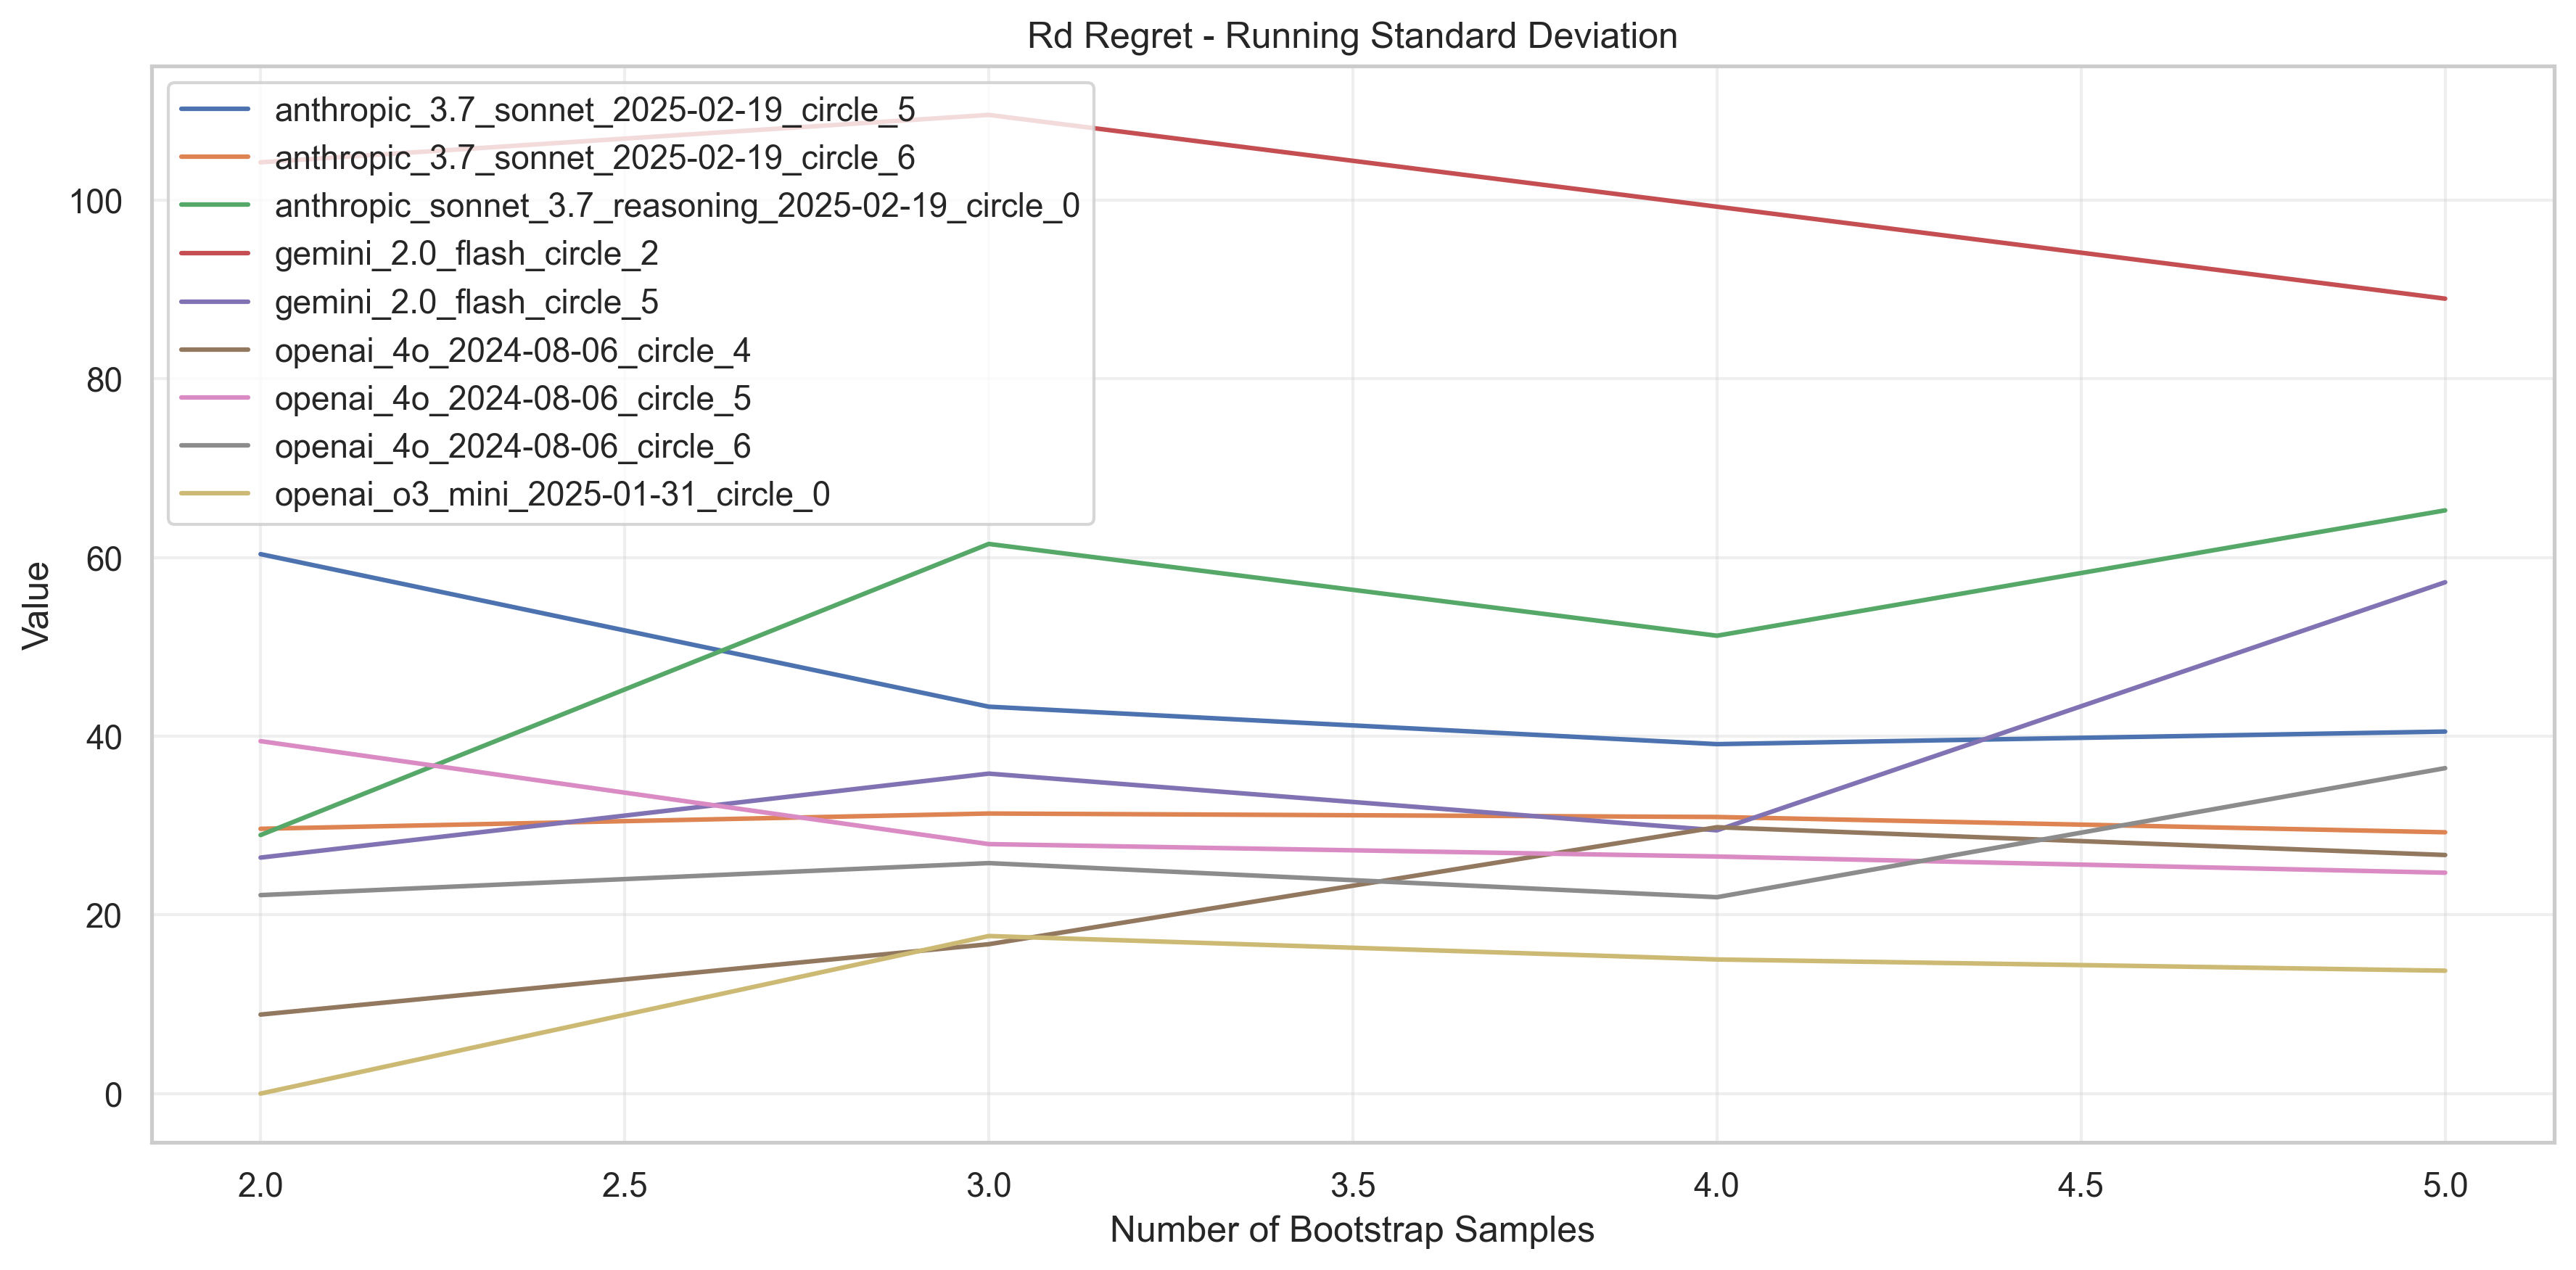 Rd Regret - Running Standard Deviation
anthropic_3.7_sonnet_2025-02-19_circle_5
anthropic_3.7_sonnet_2025-02-19_circle_6
anthropic_sonnet_3.7_reasoning_2025-02-19_circle_0
gemini_2.0_flash_circle_2
gemini_2.0_flash_circle_5
openai_4o_2024-08-06_circle_4
openai_4o_2024-08-06_circle_5
openai_4o_2024-08-06_circle_6
openai_o3_mini_2025-01-31_circle_0
Value
100
80
60
40
20
0
2.0 2.5 3.0 3.5 4.0 4.5 5.0
Number of Bootstrap Samples